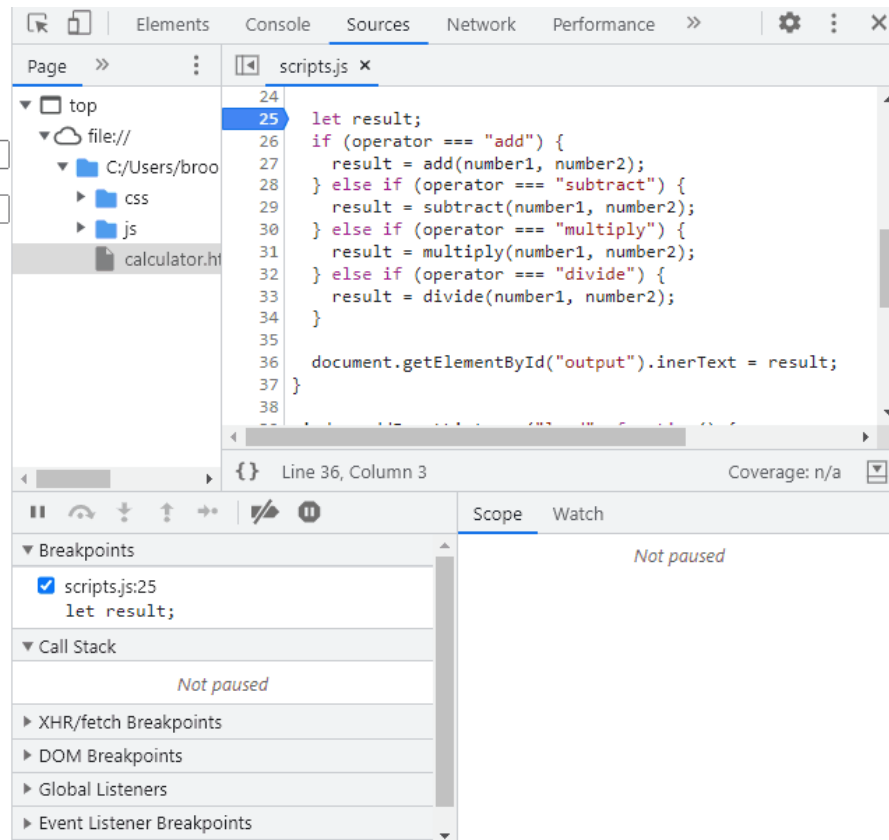 Elements Console Sources Network Performance »
Page » scripts.js ×
top
file://
C:/Users/broo
css
js
calculator.ht
24
25 let result;
26 if (operator === "add") {
27 result = add(number1, number2);
28 } else if (operator === "subtract") {
29 result = subtract(number1, number2);
30 } else if (operator === "multiply") {
31 result = multiply(number1, number2);
32 } else if (operator === "divide") {
33 result = divide(number1, number2);
34 }
35
36 document.getElementById("output").inerText = result;
37 }
38
{} Line 36, Column 3 Coverage: n/a
Scope Watch
Breakpoints
Not paused
scripts.js:25
let result;
Call Stack
Not paused
XHR/fetch Breakpoints
DOM Breakpoints
Global Listeners
Event Listener Breakpoints